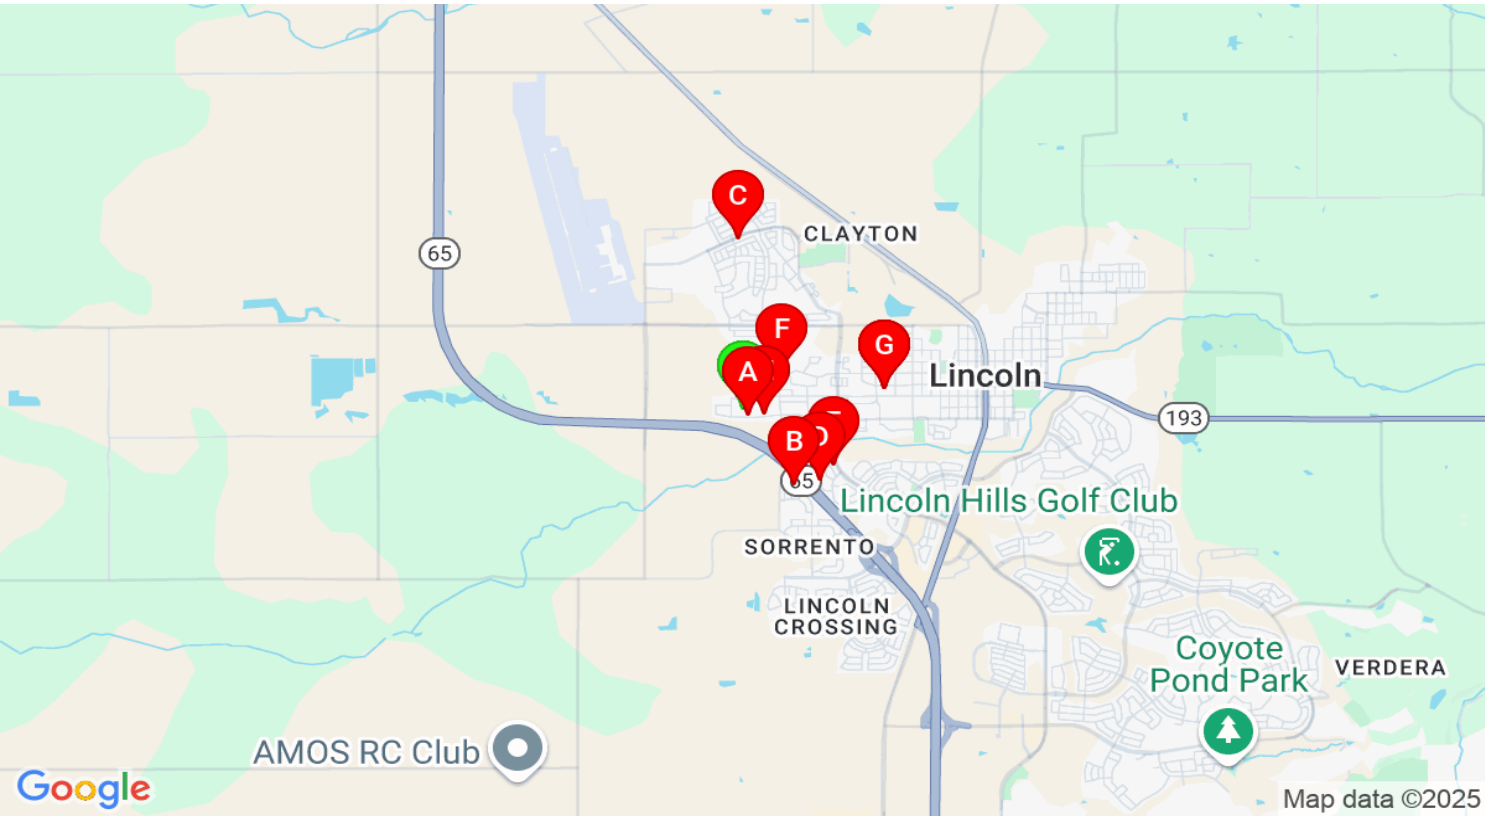 C
CLAYTON
65
F
G
A
Lincoln
193
B
D
65
Lincoln Hills Golf Club
SORRENTO
LINCOLN
CROSSING
Coyote
Pond Park
VERDERA
AMOS RC Club
Google
Map data ©2025